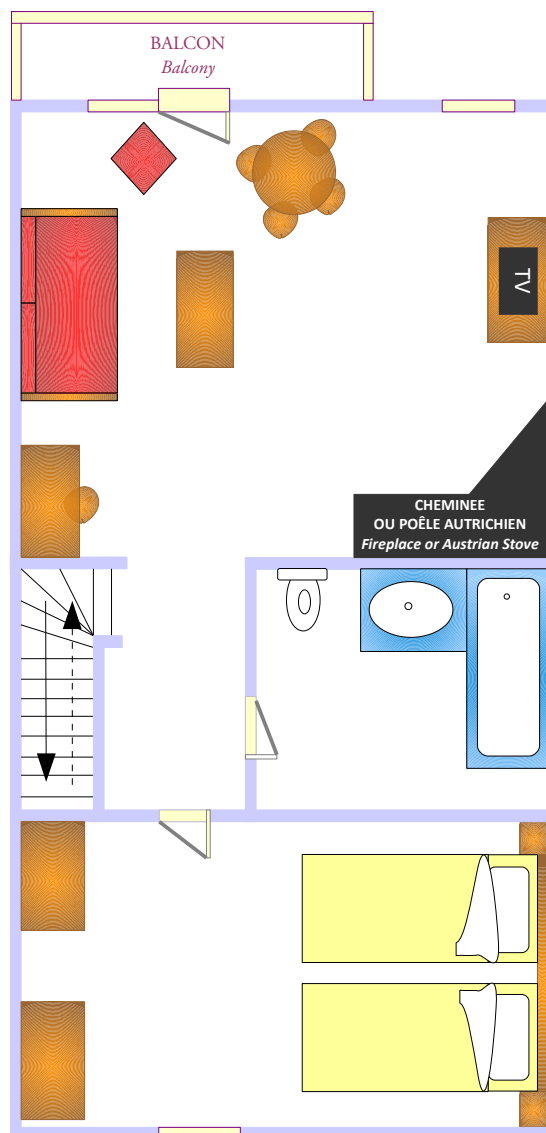 BALCON
Balcony
TV
CHEMINEE
OU POÊLE AUTRICHIEN
Fireplace or Austrian Stove